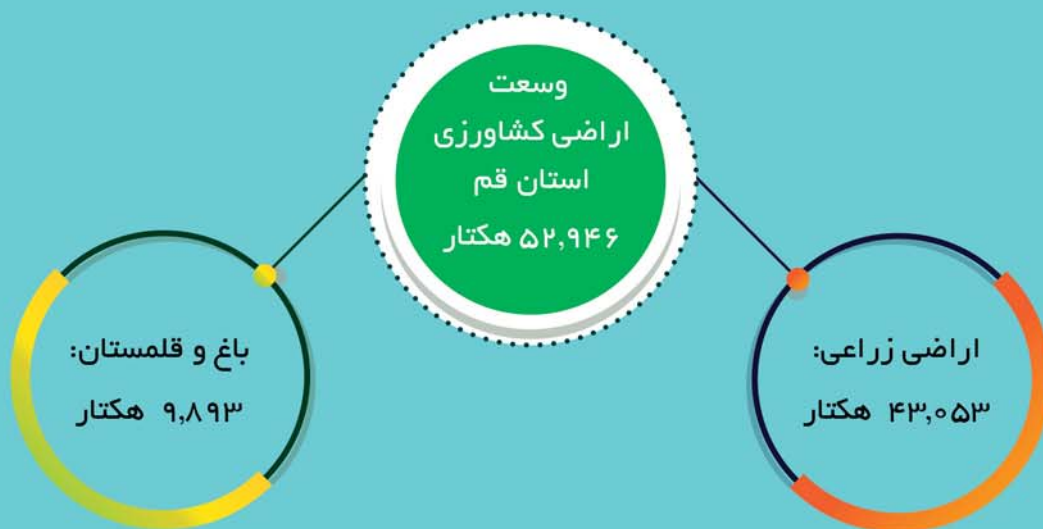 وسعت
اراضی کشاورزی
استان قم
۵۲,۹۴۶ هکتار
اراضی زراعی:
۴۳,۰۵۳ هکتار
باغ و قلمستان:
۹,۸۹۳ هکتار